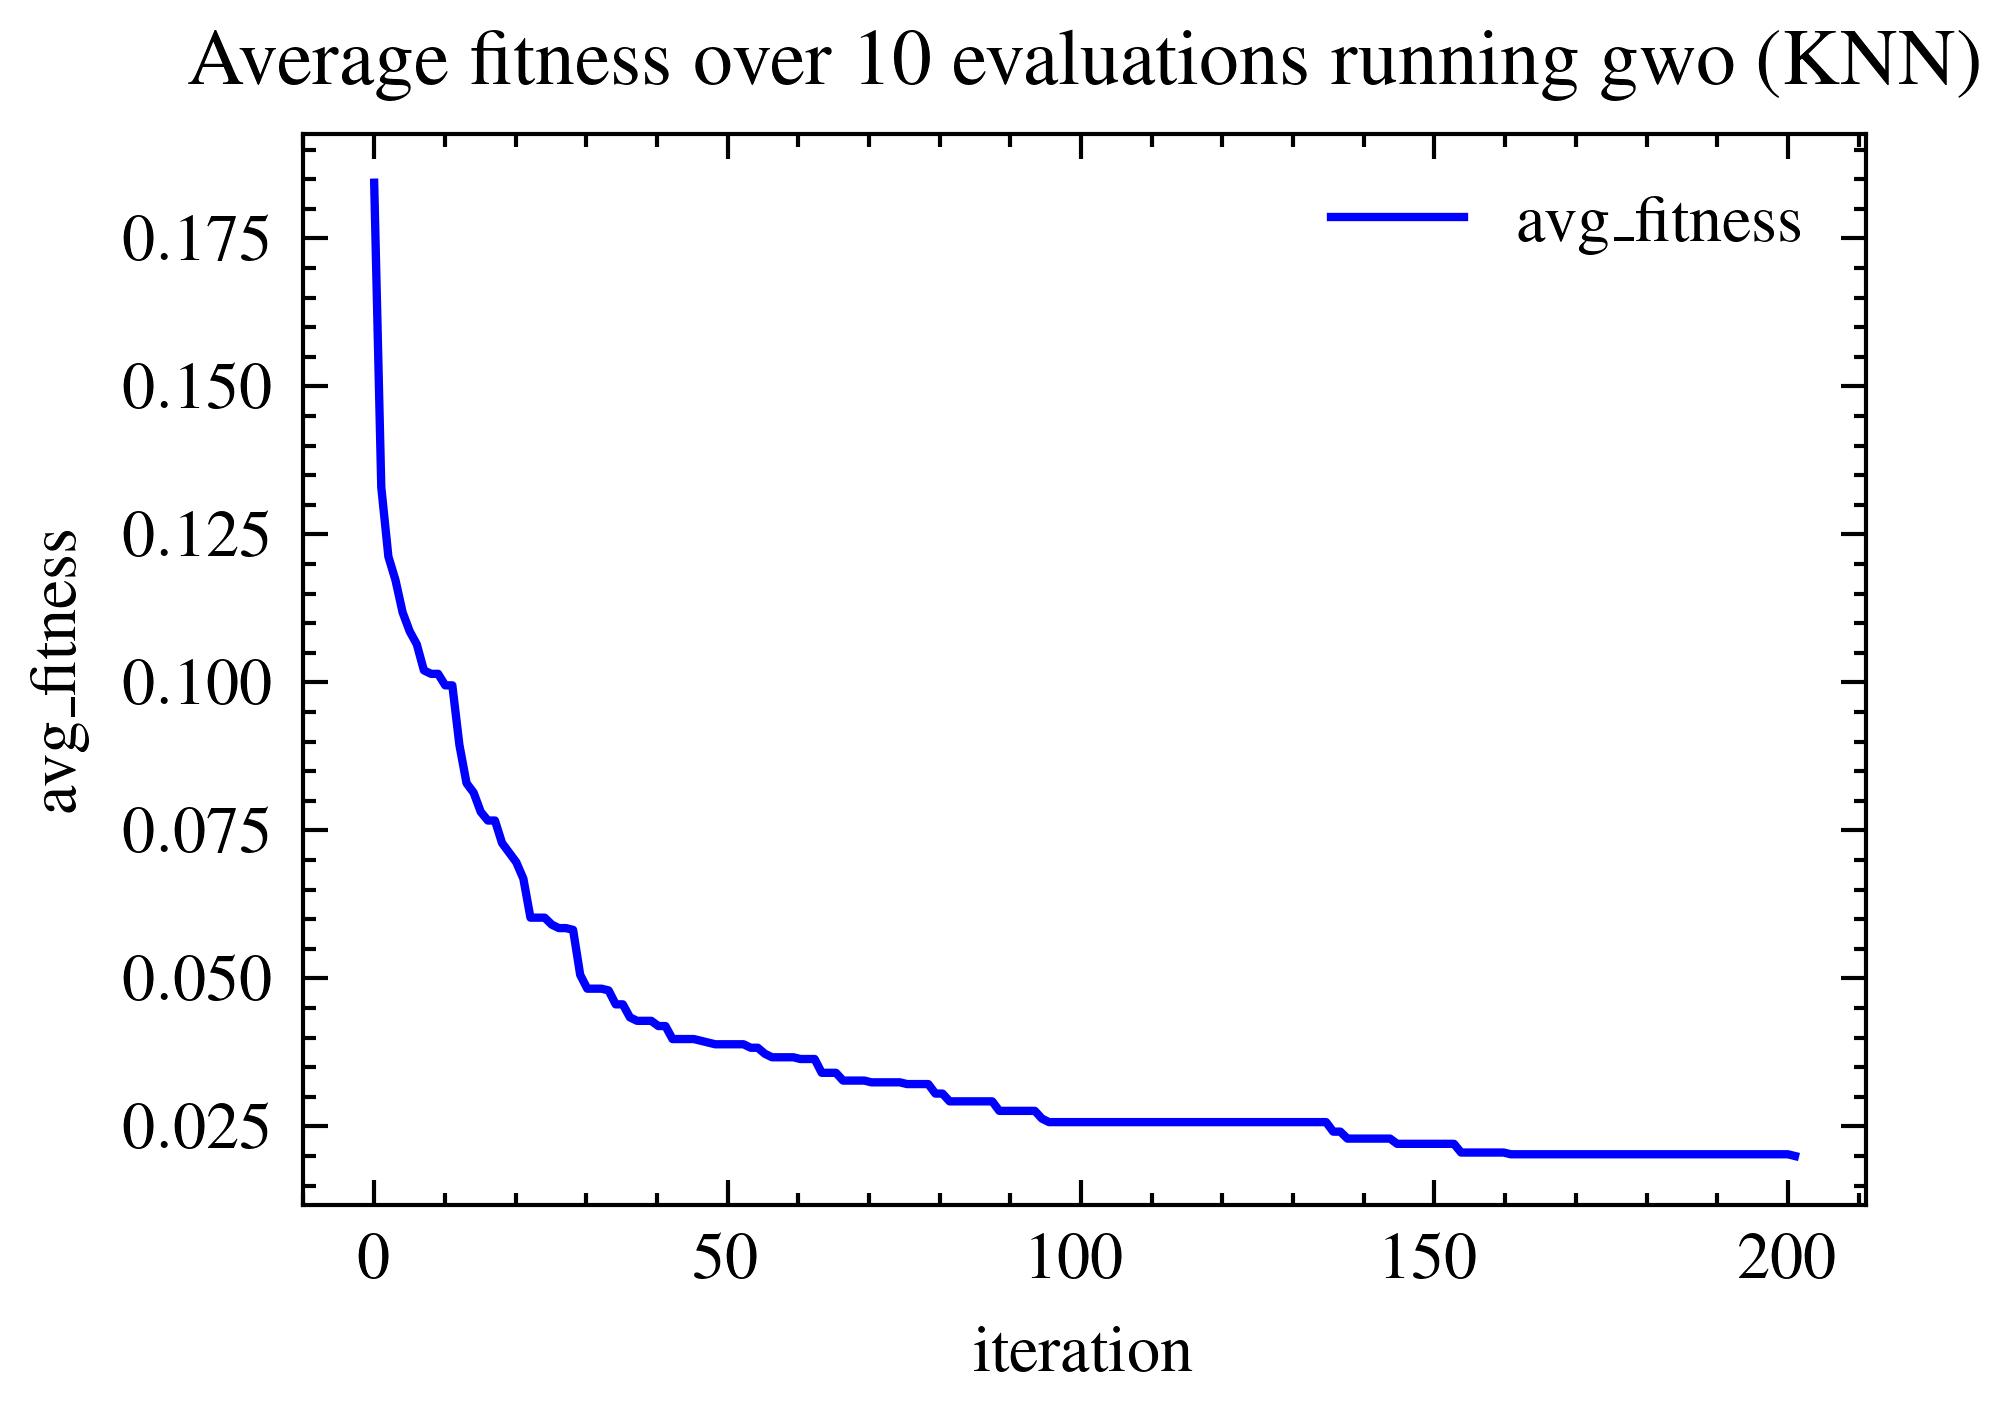 Average fitness over 10 evaluations running gwo (KNN)
avg_fitness
0.175
0.150
0.125
0.100
0.075
0.050
0.025
avg_fitness
0 50 100 150 200
iteration